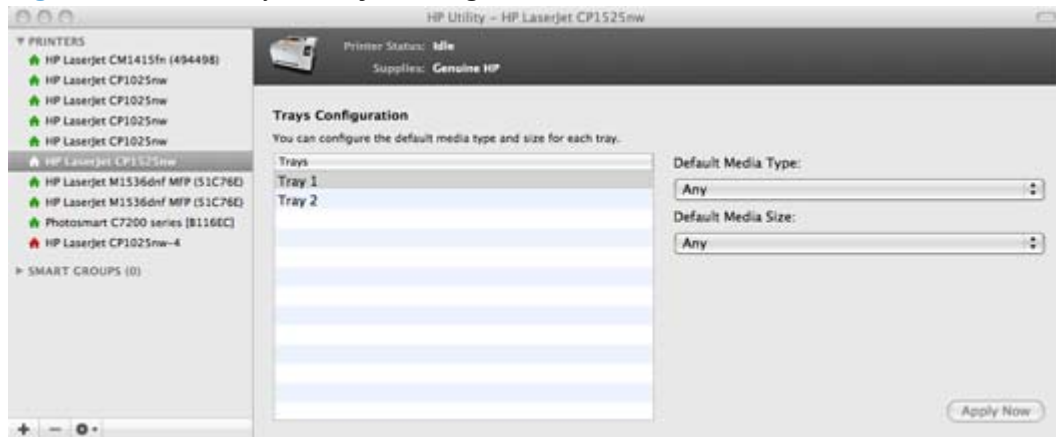 HP Utility – HP LaserJet CP1525nw
PRINTERS
HP LaserJet CM1415fn (494498)
HP LaserJet CP1025nw
HP LaserJet CP1025nw
HP LaserJet CP1025nw
HP LaserJet CP1025nw
HP LaserJet CP1525nw
HP LaserJet M1536dnf MFP (51C76E)
HP LaserJet M1536dnf MFP (51C76E)
Photosmart C7200 series [B116EC]
HP LaserJet CP1025nw-4
SMART GROUPS (0)
Printer Status: Idle
Supplies: Genuine HP
Trays Configuration
You can configure the default media type and size for each tray.
Trays
Tray 1
Tray 2
Default Media Type:
Any
Default Media Size:
Any
Apply Now